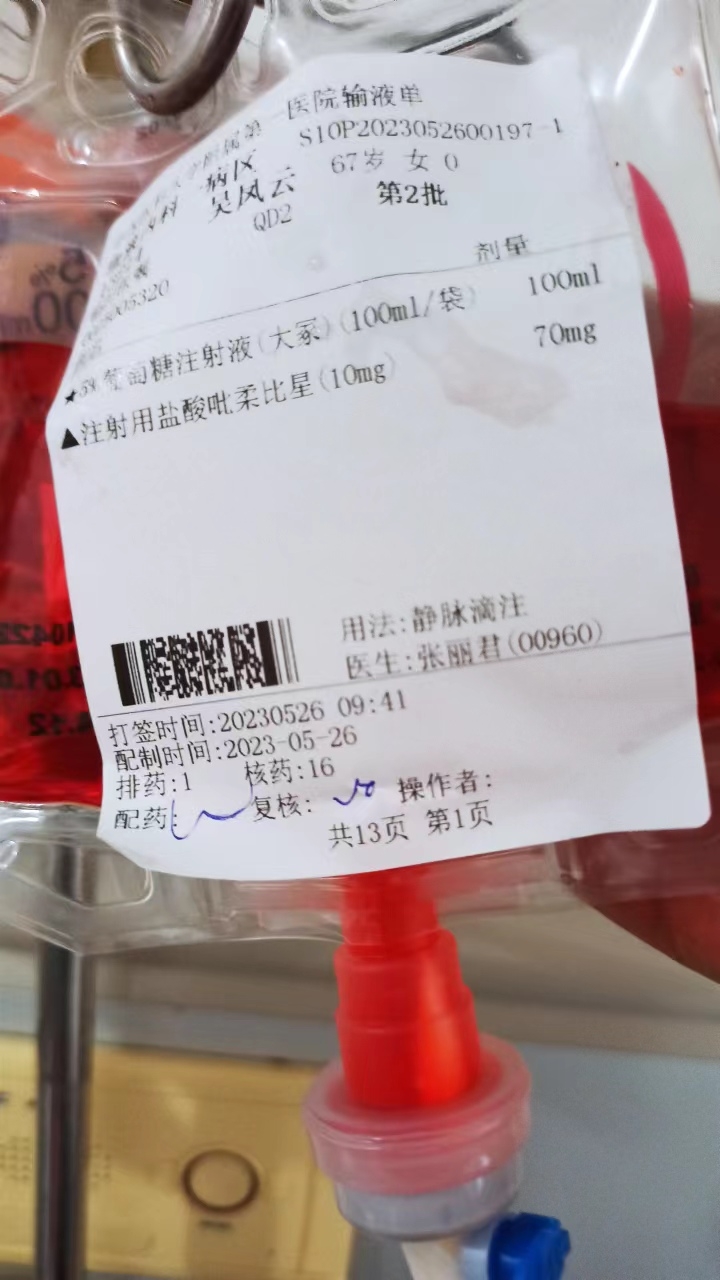 医院输液单
S10P2023052600197-1
病区 67岁 女 0
吴风云 第2批
QD2
剂量
★5%葡萄糖注射液(大冢)(100ml/袋) 100ml
▲注射用盐酸吡柔比星(10mg) 70mg
用法:静脉滴注
医生:张丽君(00960)
打签时间:20230526 09:41
配制时间:2023-05-26
排药:1 核药:16
配药: 复核: 操作者:
共13页 第1页